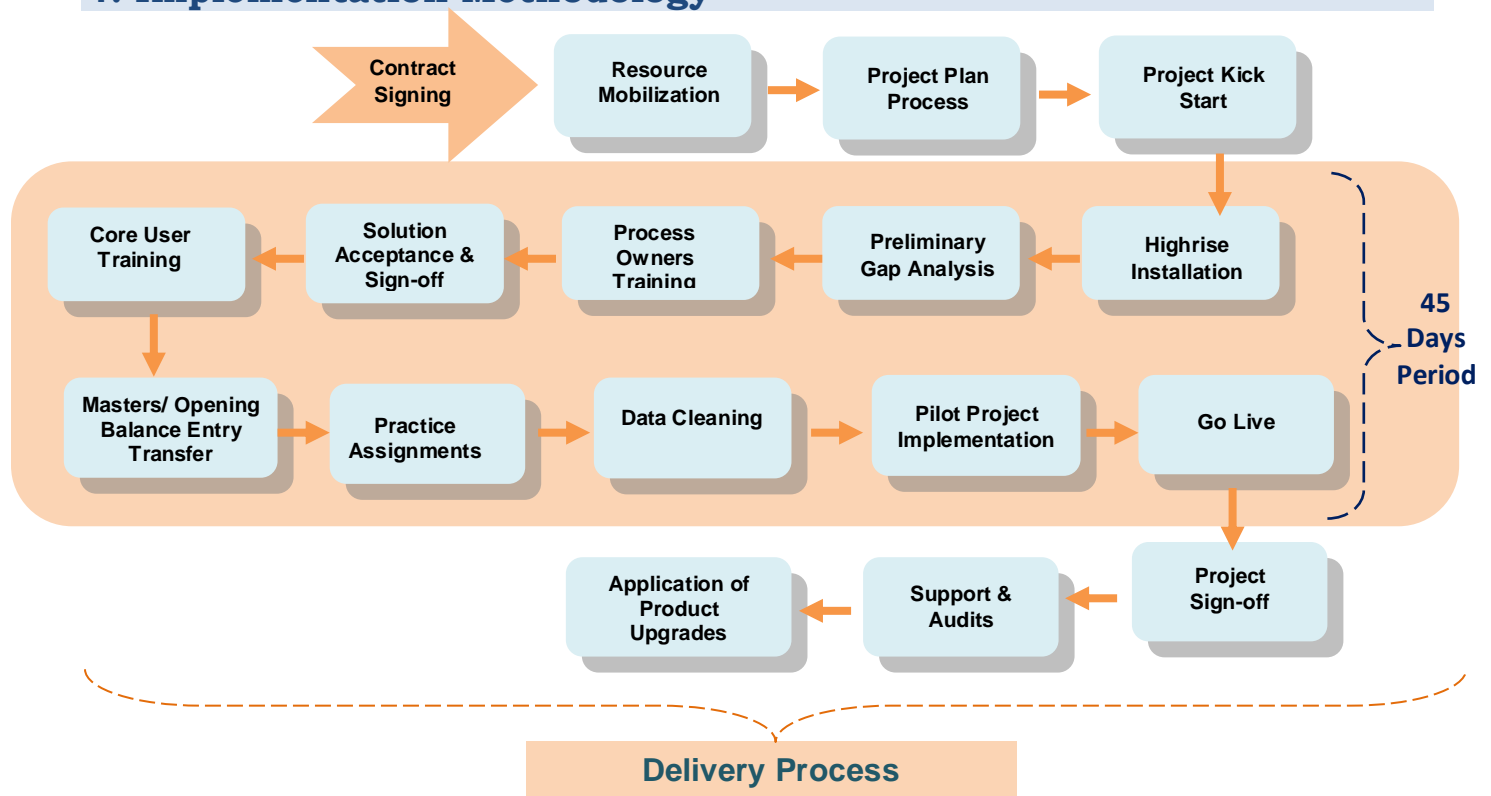 Implementation Methodology
Contract
Signing
Resource
Mobilization
Project Plan
Process
Project Kick
Start
Core User
Training
Solution
Acceptance &
Sign-off
Process
Owners
Training
Preliminary
Gap Analysis
Highrise
Installation
45
Days
Period
Masters/ Opening
Balance Entry
Transfer
Practice
Assignments
Data Cleaning
Pilot Project
Implementation
Go Live
Application of
Product
Upgrades
Support &
Audits
Project
Sign-off
Delivery Process